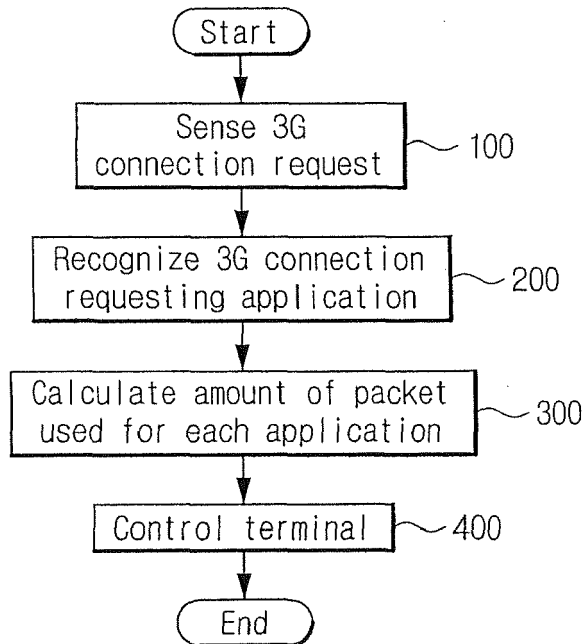 Start
Sense 3G
connection request
100
Recognize 3G connection
requesting application
200
Calculate amount of packet
used for each application
300
Control terminal
400
End